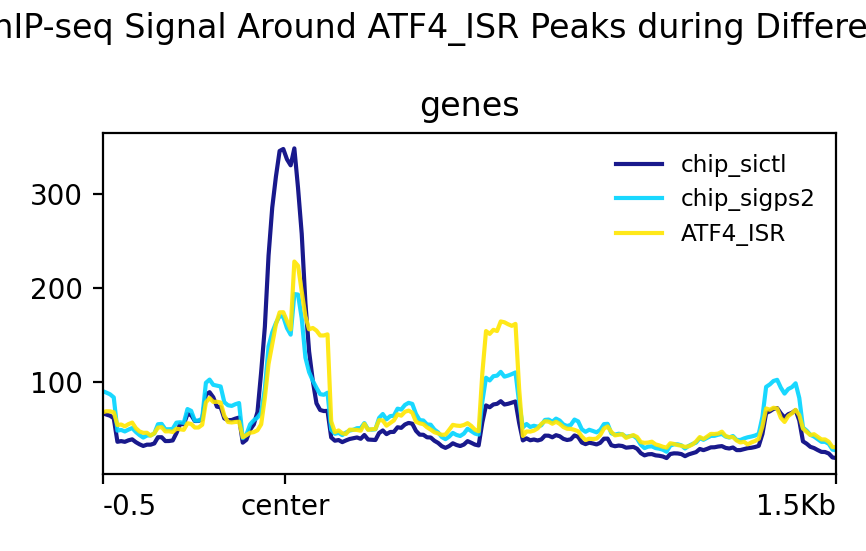 hIP-seq Signal Around ATF4_ISR Peaks during Differe
genes
chip_sictl
chip_sigps2
ATF4_ISR
300
200
100
-0.5 center 1.5Kb